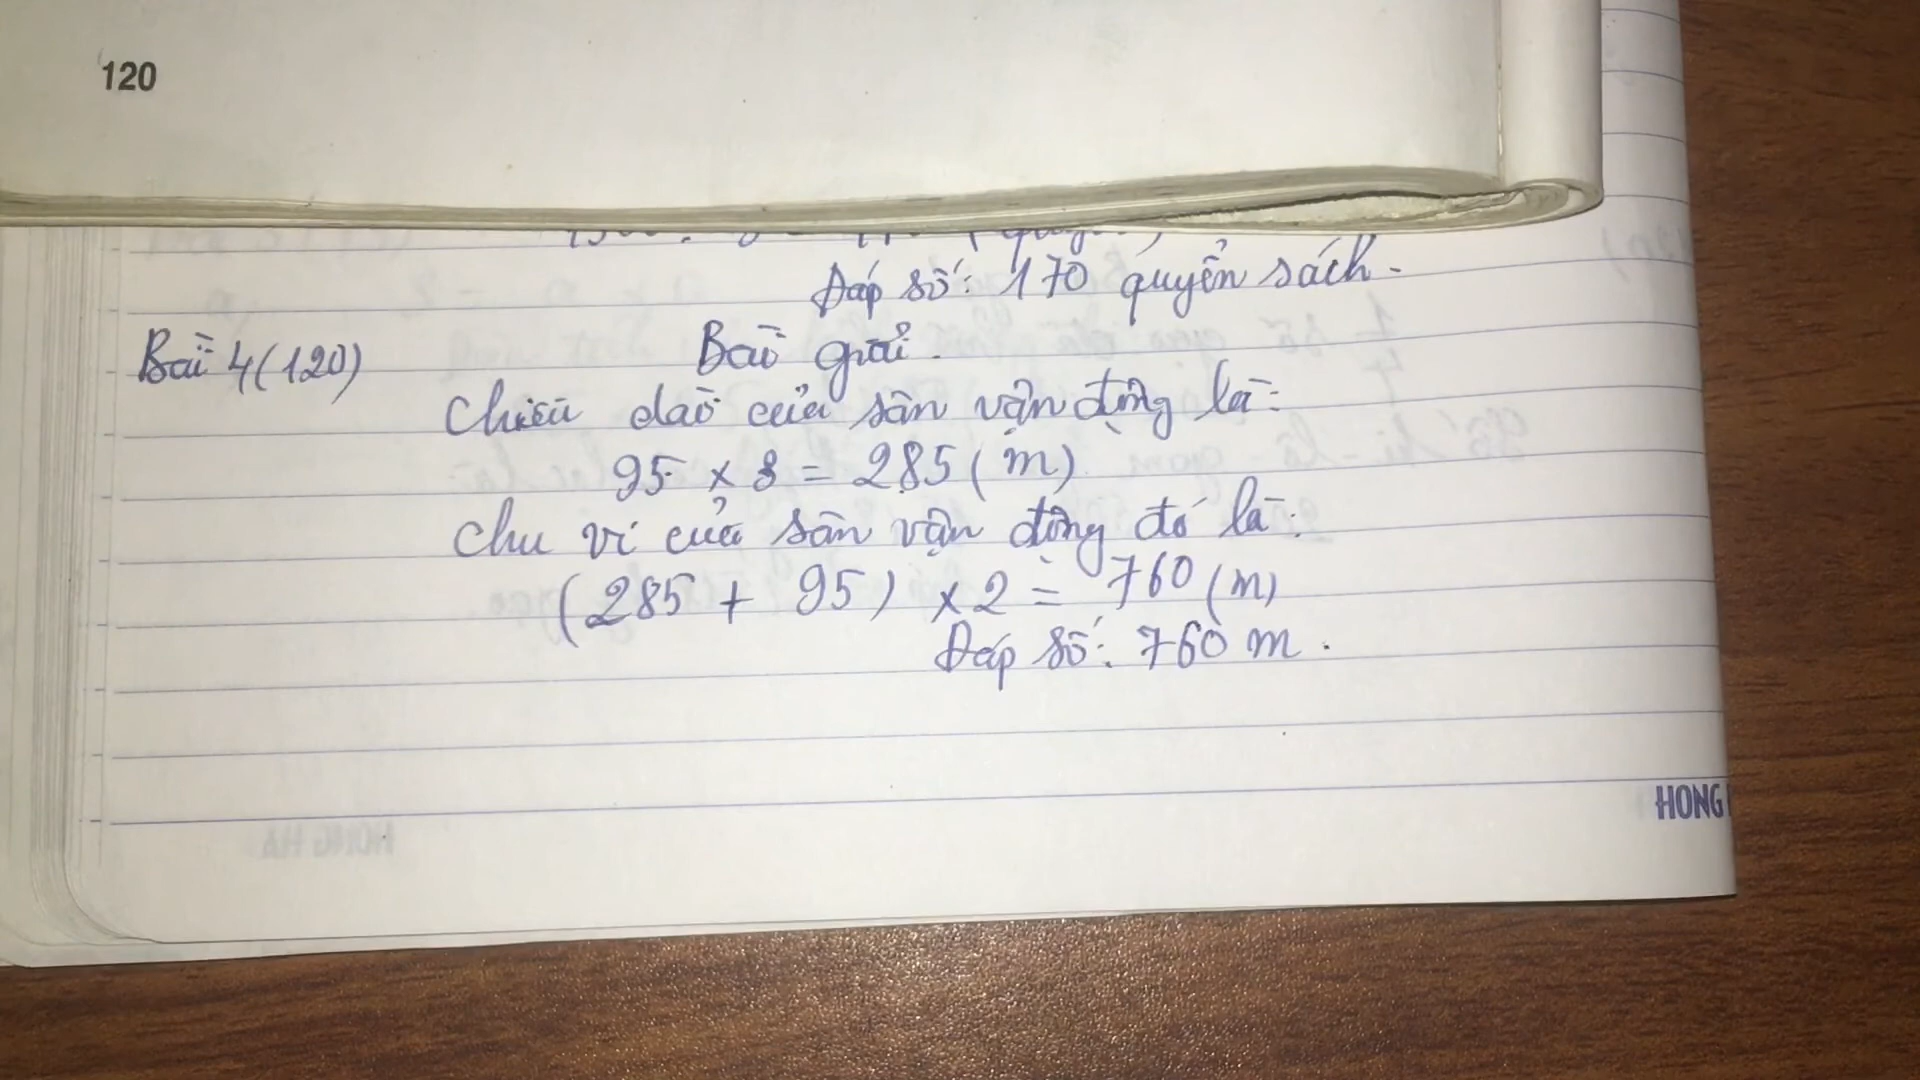 120
Đáp số: 170 quyển sách.
Bài 4 (120) Bài giải.
Chiều dài của sân vận động là:
95 x 3 = 285 (m)
Chu vi của sân vận động đó là:
(285 + 95) x 2 = 760 (m)
Đáp số: 760 m.
HONG